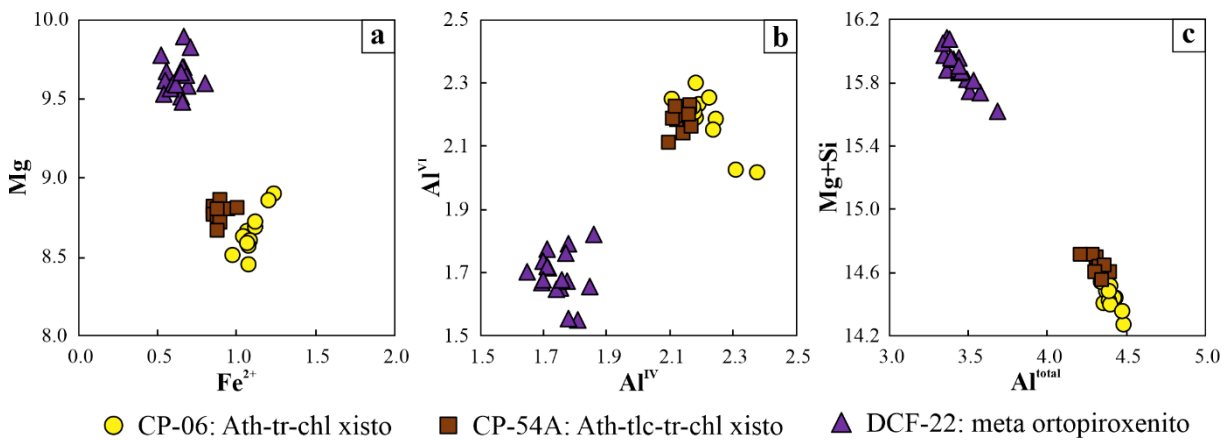 10.0
9.5
9.0
8.5
8.0
Mg
a
0.0 0.5 1.0 1.5 2.0
Fe²⁺
2.5
2.3
2.1
1.9
1.7
1.5
Al^VI
b
1.5 1.7 1.9 2.1 2.3 2.5
Al^IV
16.2
15.8
15.4
15.0
14.6
14.2
Mg+Si
c
3.0 3.5 4.0 4.5 5.0
Al^total
CP-06: Ath-tr-chl xisto CP-54A: Ath-tlc-tr-chl xisto DCF-22: meta ortopiroxenito